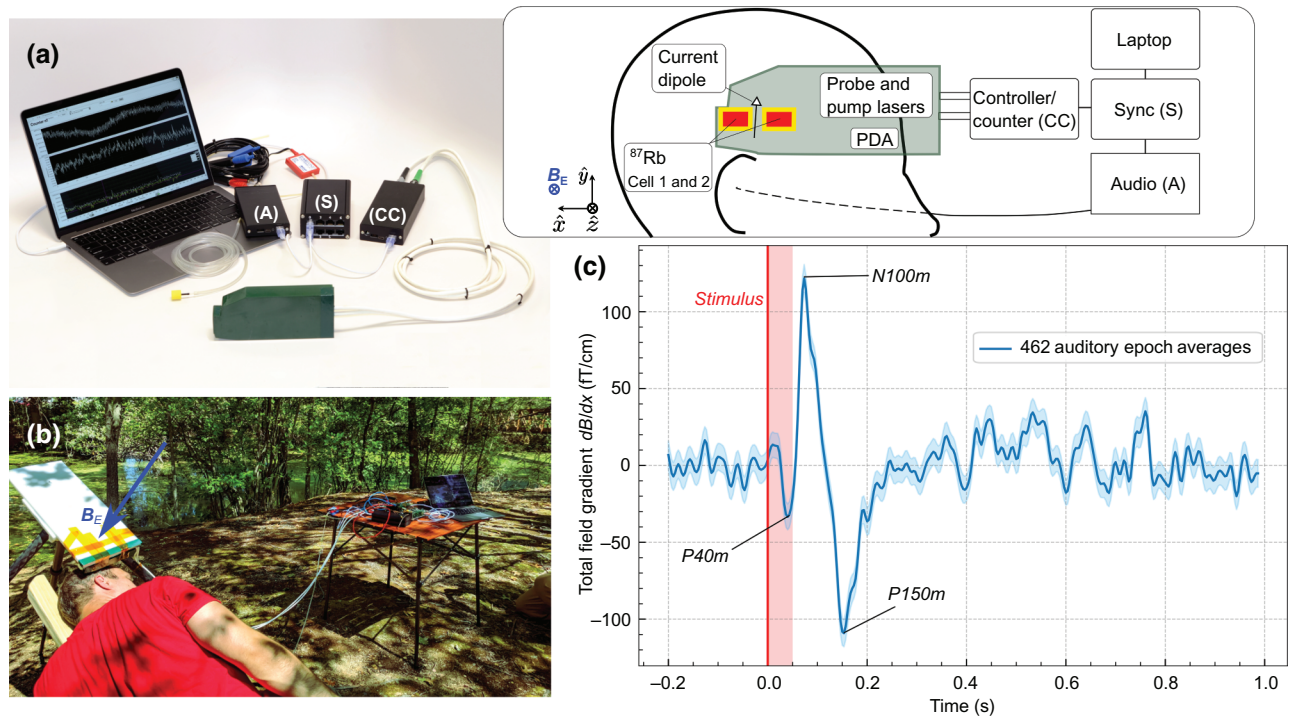 (a)
(A)
(S)
(CC)
Current
dipole
Probe and
pump lasers
PDA
Controller/
counter (CC)
Laptop
Sync (S)
Audio (A)
⁸⁷Rb
Cell 1 and 2
B_E
ŷ
x̂
ẑ
(b)
B_E
(c)
Stimulus
N100m
P40m
P150m
462 auditory epoch averages
Total field gradient dB/dx (fT/cm)
100
50
0
−50
−100
−0.2
0.0
0.2
0.4
0.6
0.8
1.0
Time (s)